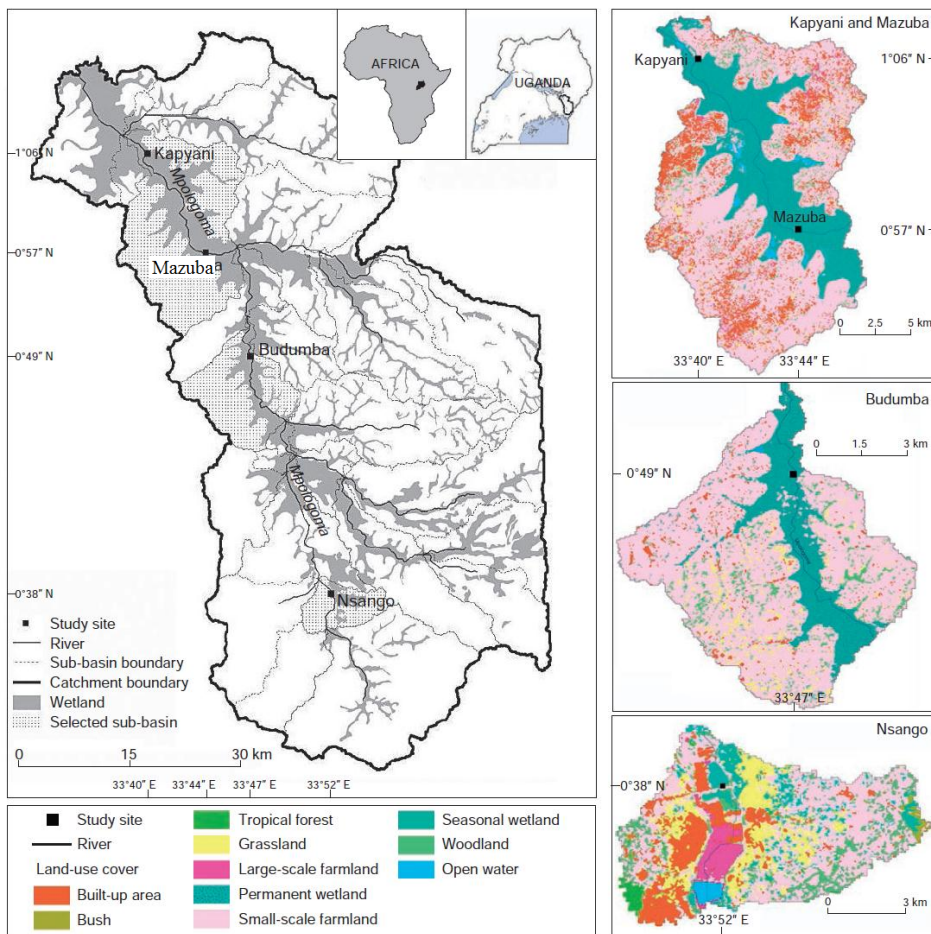 AFRICA
UGANDA
1°06″ N
Kapyani
Mpologoma
0°57″ N
Mazuba
a
0°49″ N
Budumba
Mpologoma
0°38″ N
Nsango
Study site
River
Sub-basin boundary
Catchment boundary
Wetland
Selected sub-basin
0 15 30 km
33°40″ E 33°44″ E 33°47″ E 33°52″ E
Kapyani and Mazuba
Kapyani
1°06″ N
Mazuba
0°57″ N
0 2.5 5 km
33°40″ E 33°44″ E
Budumba
0 1.5 3 km
0°49″ N
33°47″ E
Nsango
0°38″ N
0 3 km
33°52″ E
Study site
River
Land-use cover
Built-up area
Bush
Tropical forest
Grassland
Large-scale farmland
Permanent wetland
Small-scale farmland
Seasonal wetland
Woodland
Open water